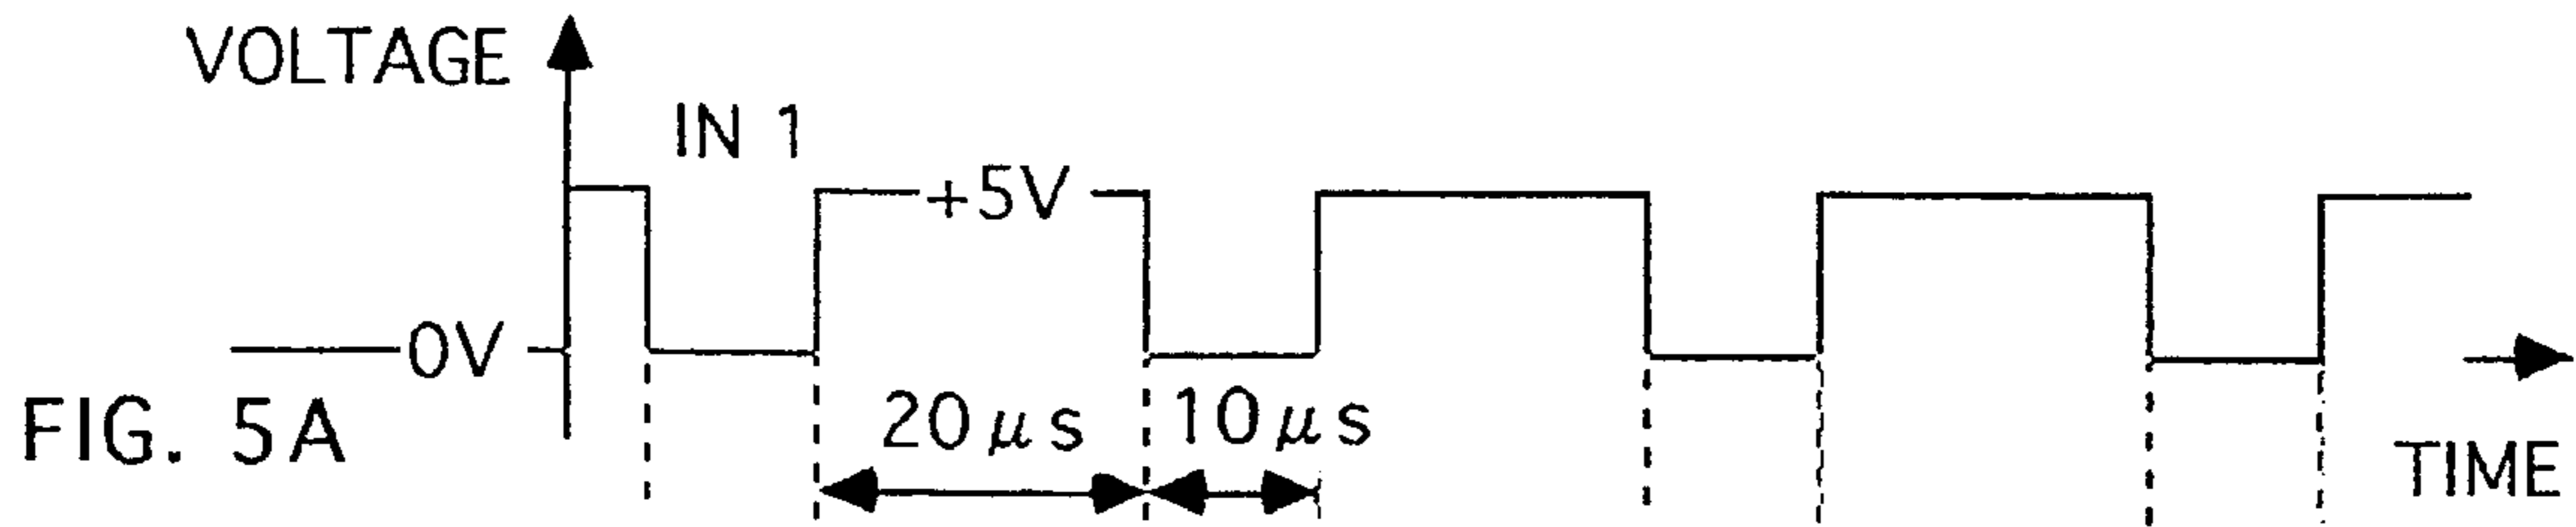 VOLTAGE
IN 1
+5V
0V
20μs 10μs
FIG. 5A
TIME